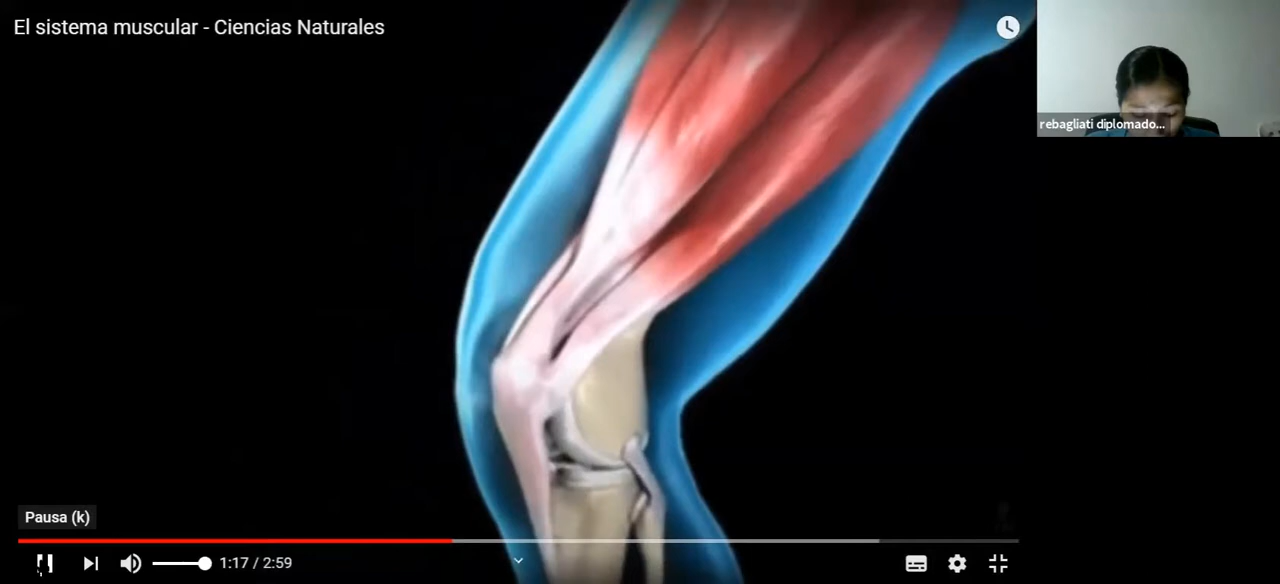 El sistema muscular - Ciencias Naturales
rebagliati diplomado...
Pausa (k)
1:17 / 2:59